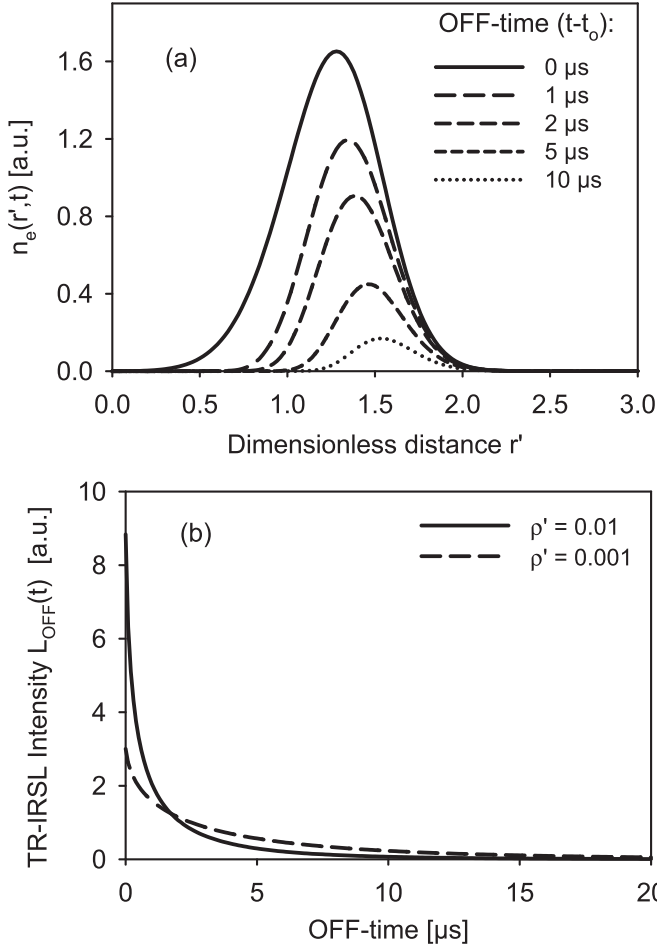 (a)
OFF-time (t-t₀):
0 µs
1 µs
2 µs
5 µs
10 µs
nₑ(r',t) [a.u.]
1.6
1.2
0.8
0.4
0.0
0.0 0.5 1.0 1.5 2.0 2.5 3.0
Dimensionless distance r'
(b)
ρ' = 0.01
ρ' = 0.001
TR-IRSL Intensity L_OFF(t) [a.u.]
10
8
6
4
2
0
0 5 10 15 20
OFF-time [µs]